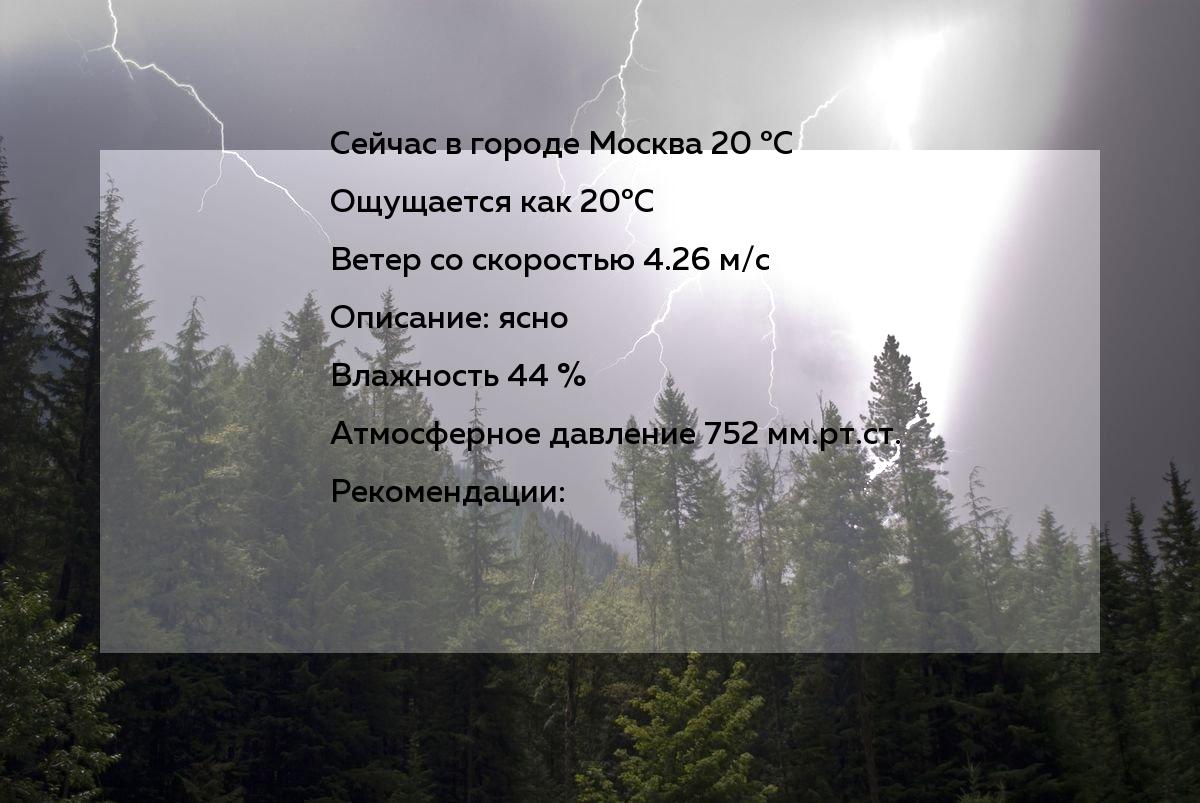 Сейчас в городе Москва 20 °C
Ощущается как 20°C
Ветер со скоростью 4.26 м/с
Описание: ясно
Влажность 44 %
Атмосферное давление 752 мм.рт.ст.
Рекомендации: